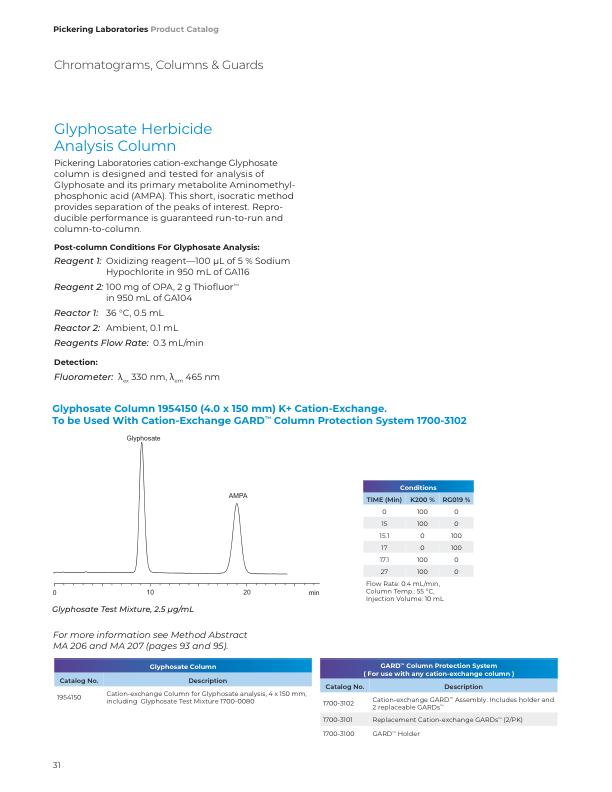 Pickering Laboratories Product Catalog
Chromatograms, Columns & Guards
Glyphosate Herbicide
Analysis Column
Pickering Laboratories cation-exchange Glyphosate
column is designed and tested for analysis of
Glyphosate and its primary metabolite Aminomethyl-
phosphonic acid (AMPA). This short, isocratic method
provides separation of the peaks of interest. Repro-
ducible performance is guaranteed run-to-run and
column-to-column.
Post-column Conditions For Glyphosate Analysis:
Reagent 1: Oxidizing reagent—100 µL of 5 % Sodium
Hypochlorite in 950 mL of GA116
Reagent 2: 100 mg of OPA, 2 g Thiofluor™
in 950 mL of GA104
Reactor 1: 36 °C, 0.5 mL
Reactor 2: Ambient, 0.1 mL
Reagents Flow Rate: 0.3 mL/min
Detection:
Fluorometer: λex 330 nm, λem 465 nm
Glyphosate Column 1954150 (4.0 x 150 mm) K+ Cation-Exchange.
To be Used With Cation-Exchange GARD™ Column Protection System 1700-3102
Glyphosate
AMPA
0 10 20 min
Glyphosate Test Mixture, 2.5 µg/mL
Conditions
TIME (Min) K200 % RG019 %
0 100 0
15 100 0
15.1 0 100
17 0 100
17.1 100 0
27 100 0
Flow Rate: 0.4 mL/min,
Column Temp.: 55 °C,
Injection Volume: 10 mL
For more information see Method Abstract
MA 206 and MA 207 (pages 93 and 95).
Glyphosate Column
Catalog No. Description
1954150 Cation-exchange Column for Glyphosate analysis, 4 x 150 mm,
including Glyphosate Test Mixture 1700-0080
GARD™ Column Protection System
( For use with any cation-exchange column )
Catalog No. Description
1700-3102 Cation-exchange GARD™ Assembly. Includes holder and
2 replaceable GARDs™
1700-3101 Replacement Cation-exchange GARDs™ (2/PK)
1700-3100 GARD™ Holder
31